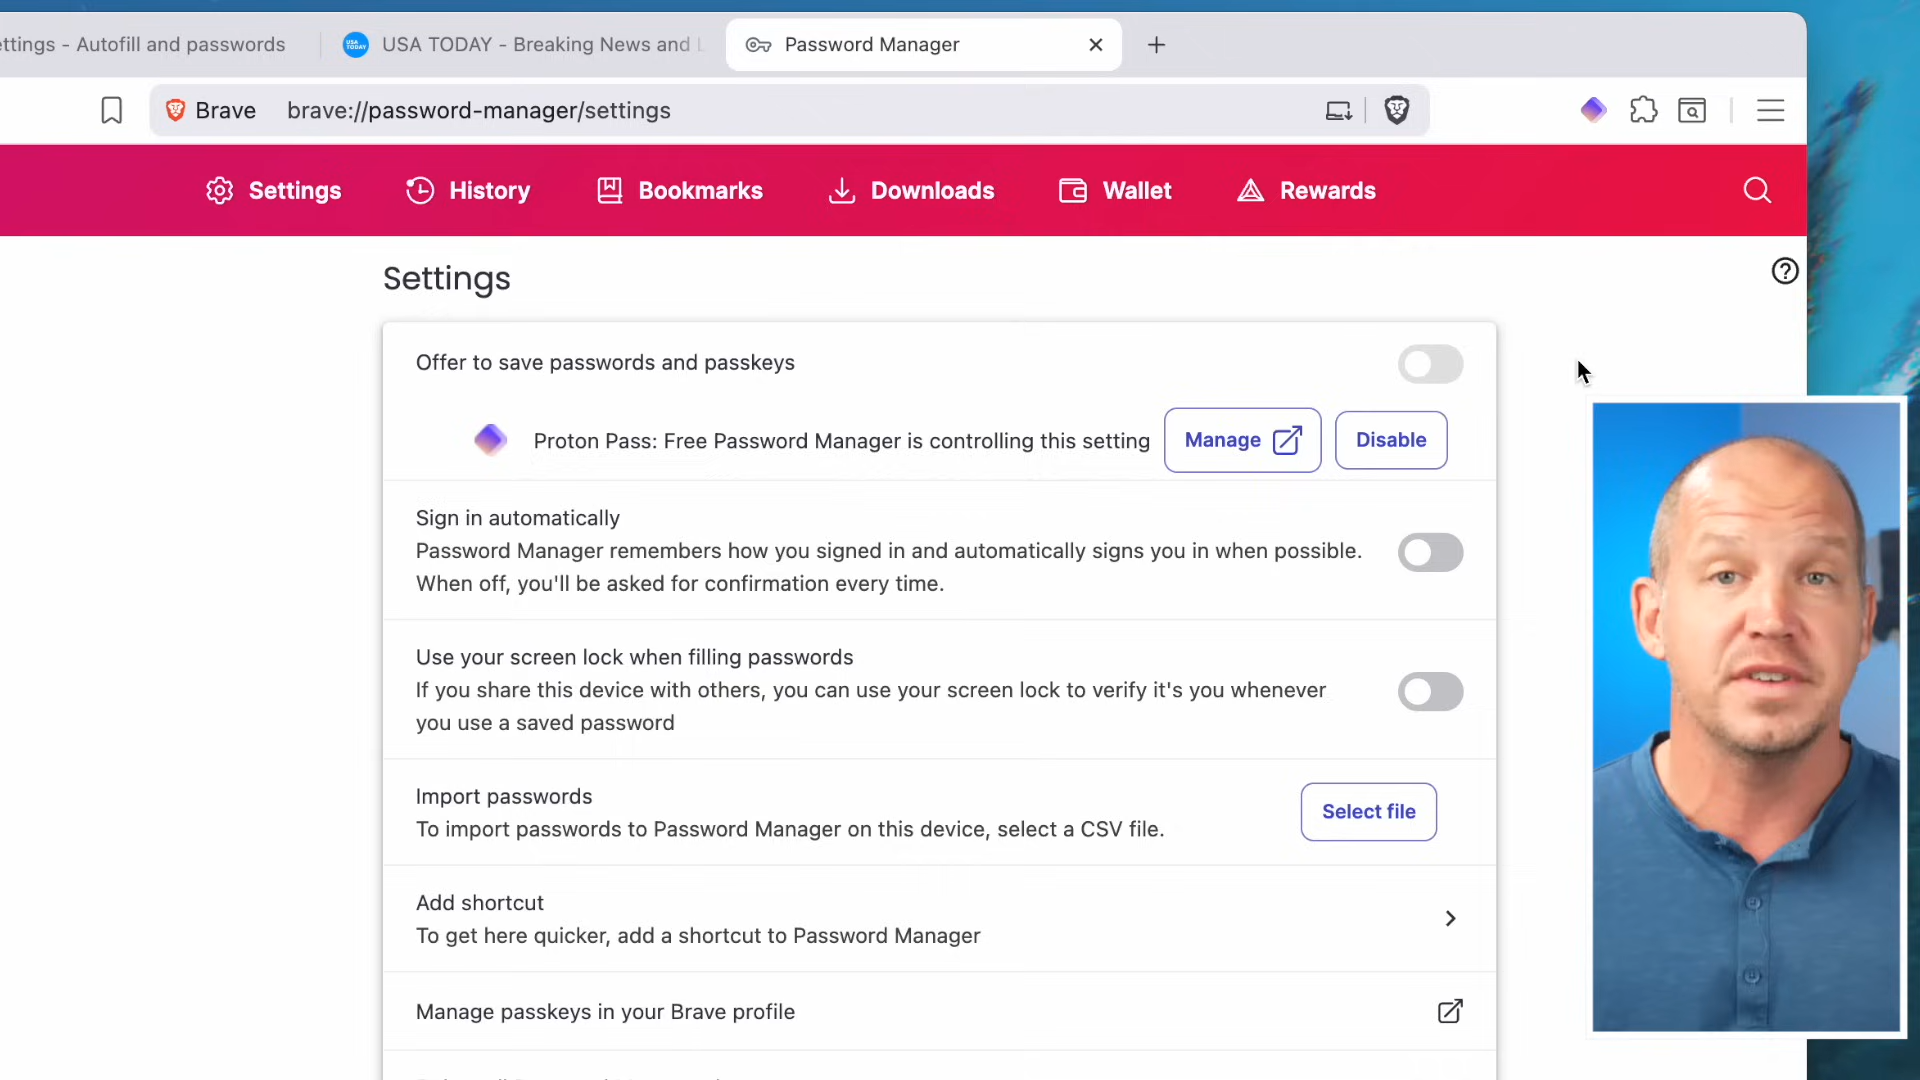 ettings - Autofill and passwords
USA TODAY - Breaking News and L
Password Manager
Brave
brave://password-manager/settings
Settings
History
Bookmarks
Downloads
Wallet
Rewards
Settings
Offer to save passwords and passkeys
Proton Pass: Free Password Manager is controlling this setting
Manage
Disable
Sign in automatically
Password Manager remembers how you signed in and automatically signs you in when possible.
When off, you'll be asked for confirmation every time.
Use your screen lock when filling passwords
If you share this device with others, you can use your screen lock to verify it's you whenever
you use a saved password
Import passwords
To import passwords to Password Manager on this device, select a CSV file.
Select file
Add shortcut
To get here quicker, add a shortcut to Password Manager
Manage passkeys in your Brave profile